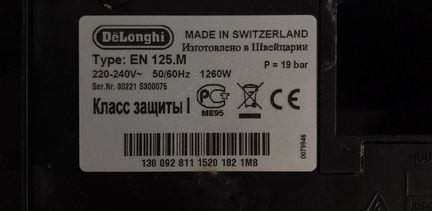 DeLonghi
MADE IN SWITZERLAND
Изготовлено в Швейцарии
Type: EN 125.M
220-240V~ 50/60Hz 1260W P = 19 bar
Ser.Nr. 30221 S300075
Класс защиты I
ME95
CE
0079946
130 092 811 1520 182 1M8